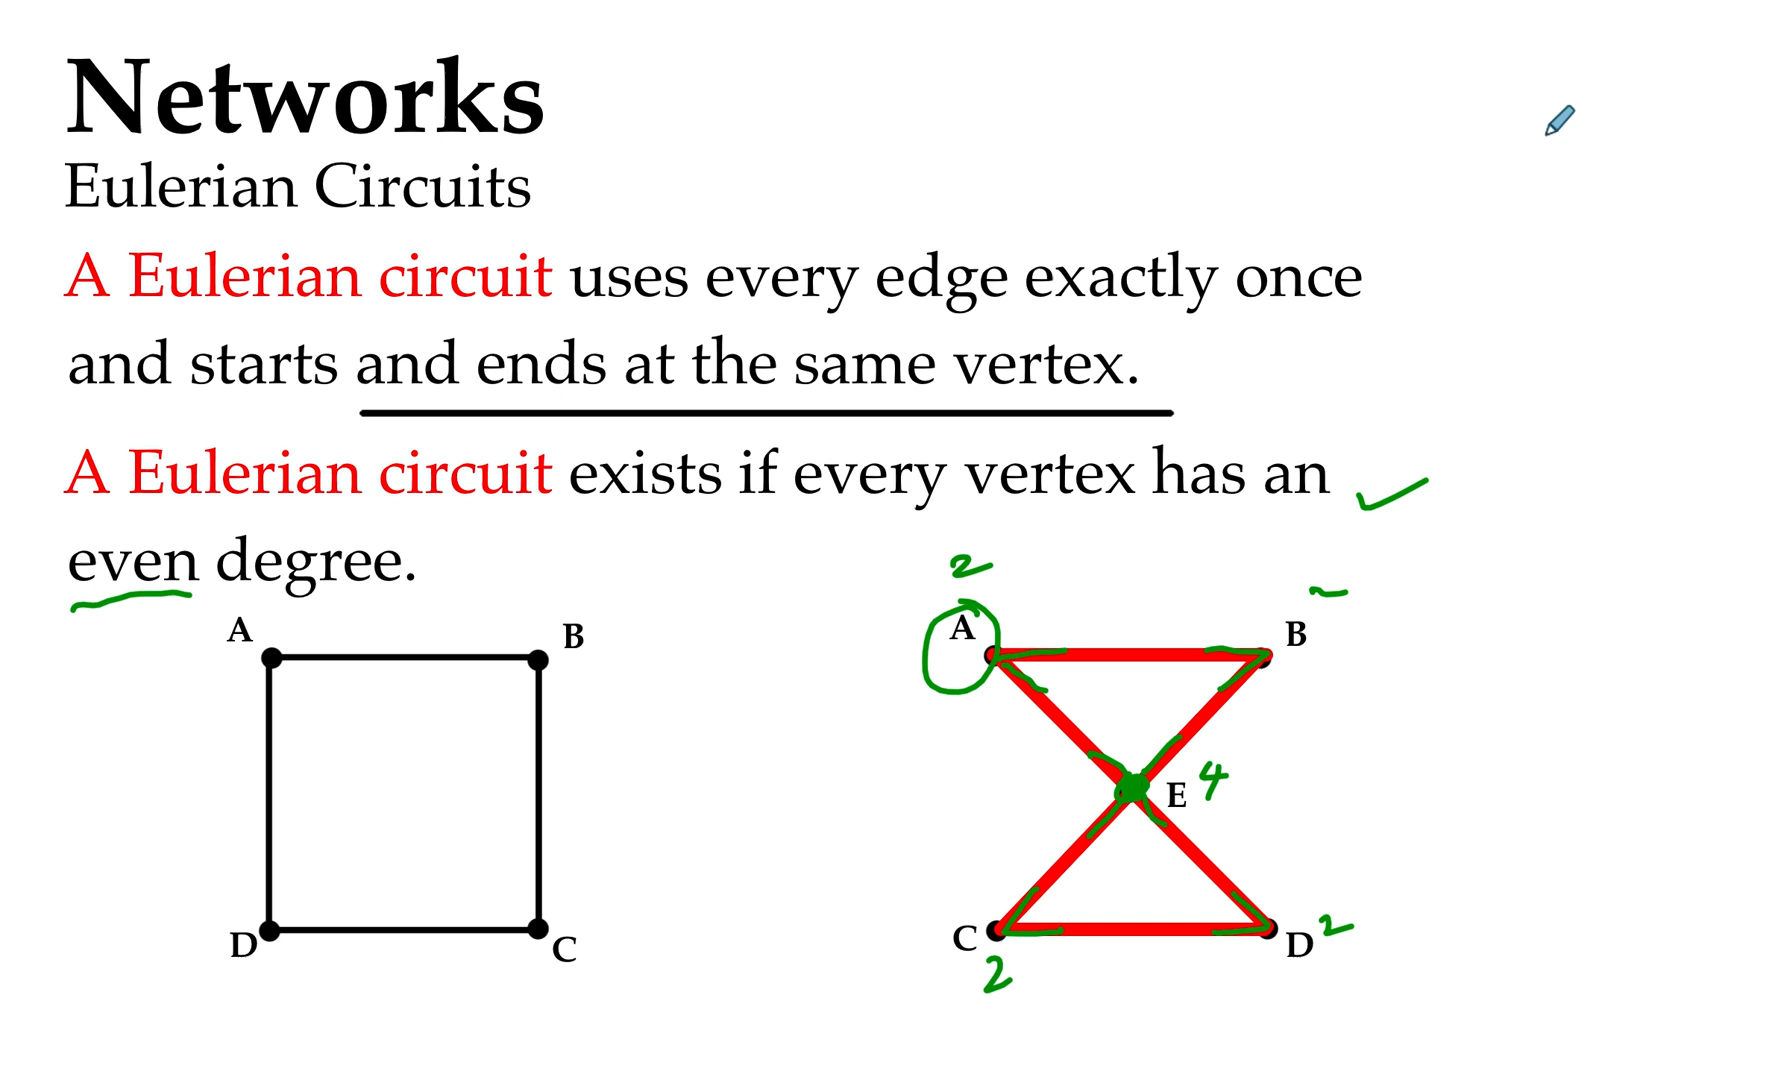 Networks
Eulerian Circuits
A Eulerian circuit uses every edge exactly once
and starts and ends at the same vertex.
A Eulerian circuit exists if every vertex has an
even degree.
2
A B
A B
E 4
D C
C D 2
2